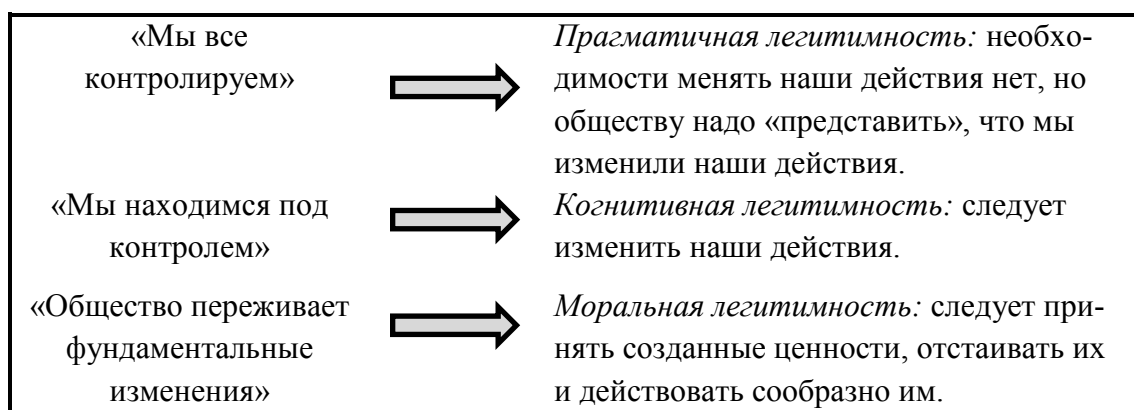 «Мы все
контролируем»
Прагматичная легитимность: необхо-
димости менять наши действия нет, но
обществу надо «представить», что мы
изменили наши действия.
«Мы находимся под
контролем»
Когнитивная легитимность: следует
изменить наши действия.
«Общество переживает
фундаментальные
изменения»
Моральная легитимность: следует при-
нять созданные ценности, отстаивать их
и действовать сообразно им.